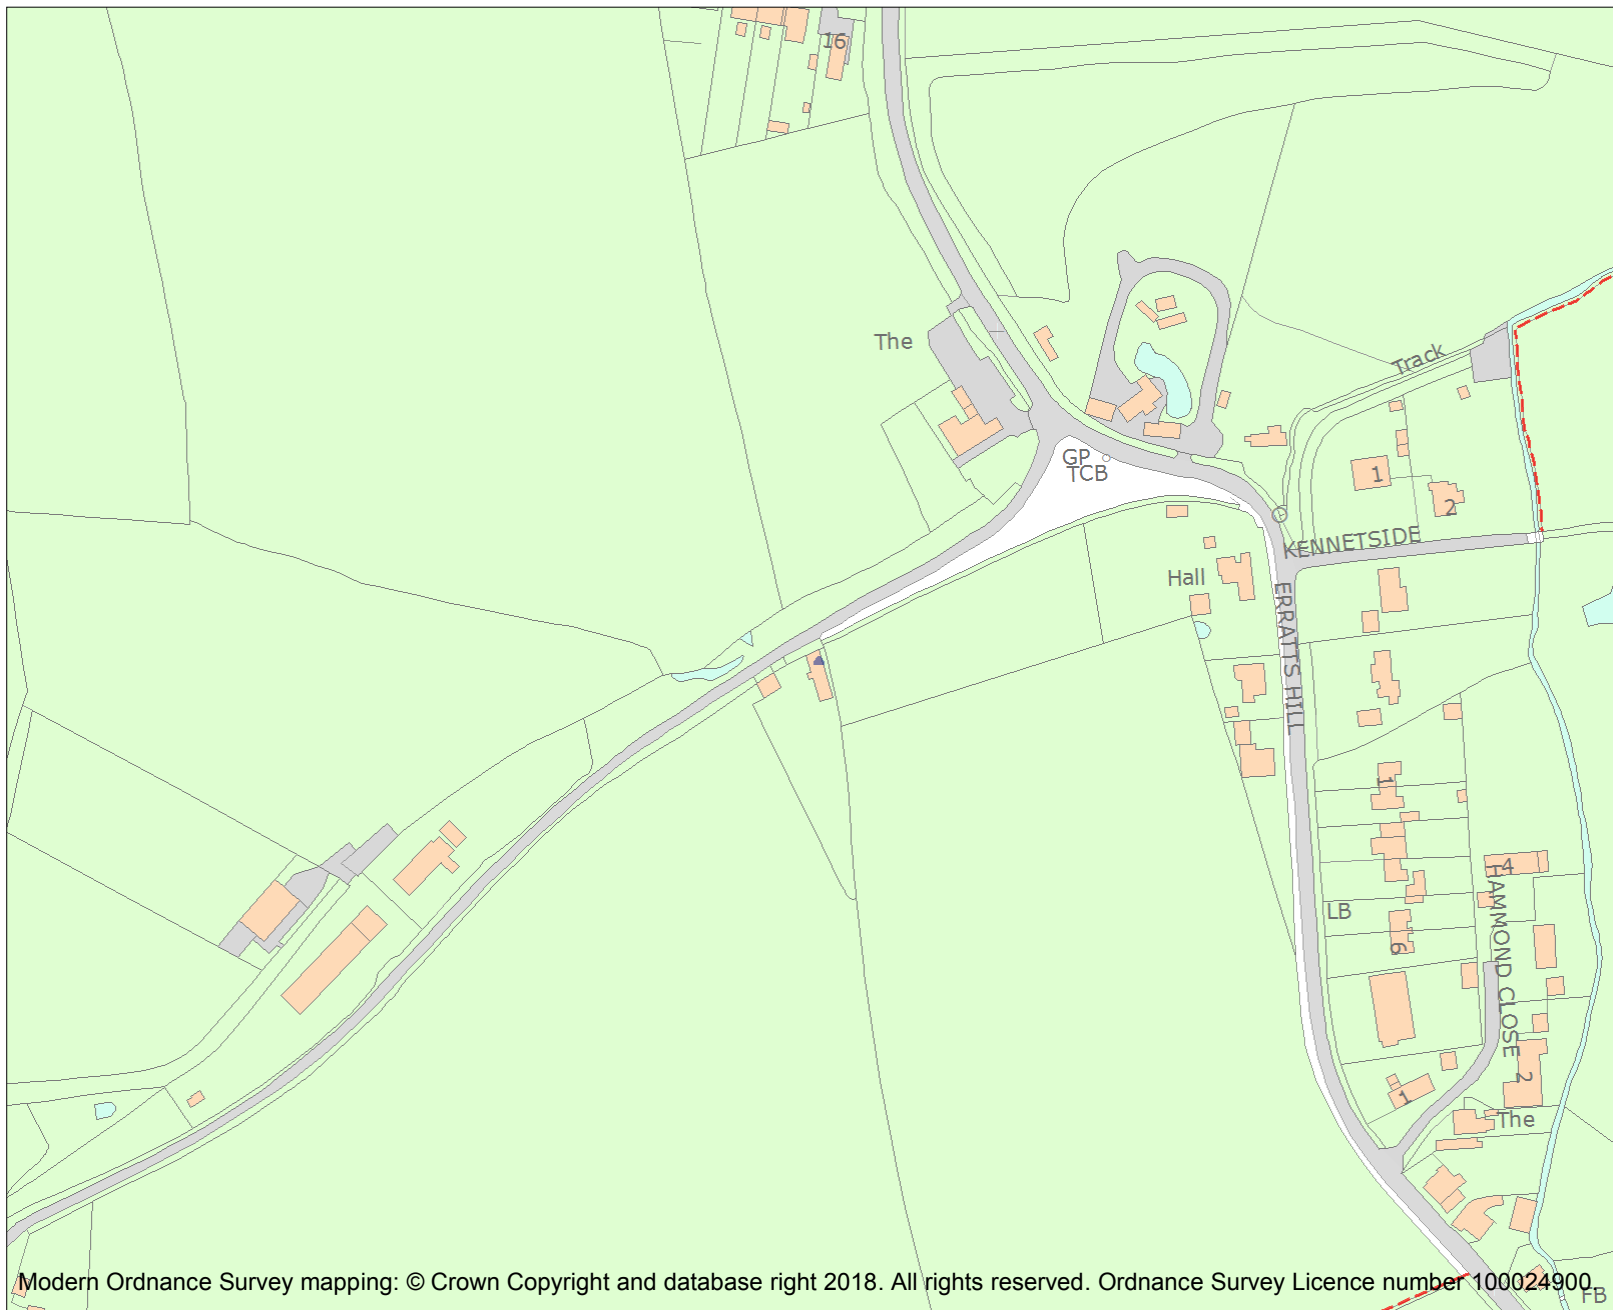 16
The
Track
GP
TCB
1
2
KENNETSIDE
Hall
ERRATTS HILL
1
4
HAMMOND CLOSE
LB
6
2
1
The
Modern Ordnance Survey mapping: © Crown Copyright and database right 2018. All rights reserved. Ordnance Survey Licence number 100024900.
FB